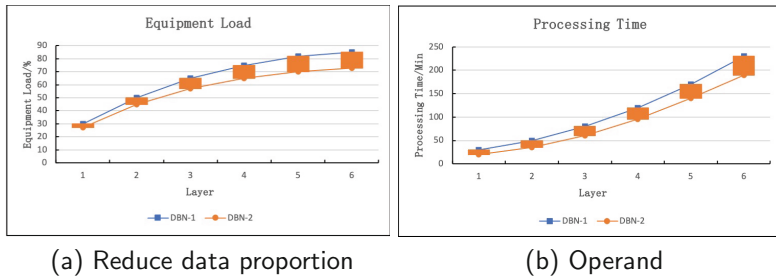 Equipment Load
Equipment Load/%
90
80
70
60
50
40
30
20
10
0
1 2 3 4 5 6
Layer
DBN-1 DBN-2
(a) Reduce data proportion
Processing Time
Processing Time/Min
250
200
150
100
50
0
1 2 3 4 5 6
Layer
DBN-1 DBN-2
(b) Operand